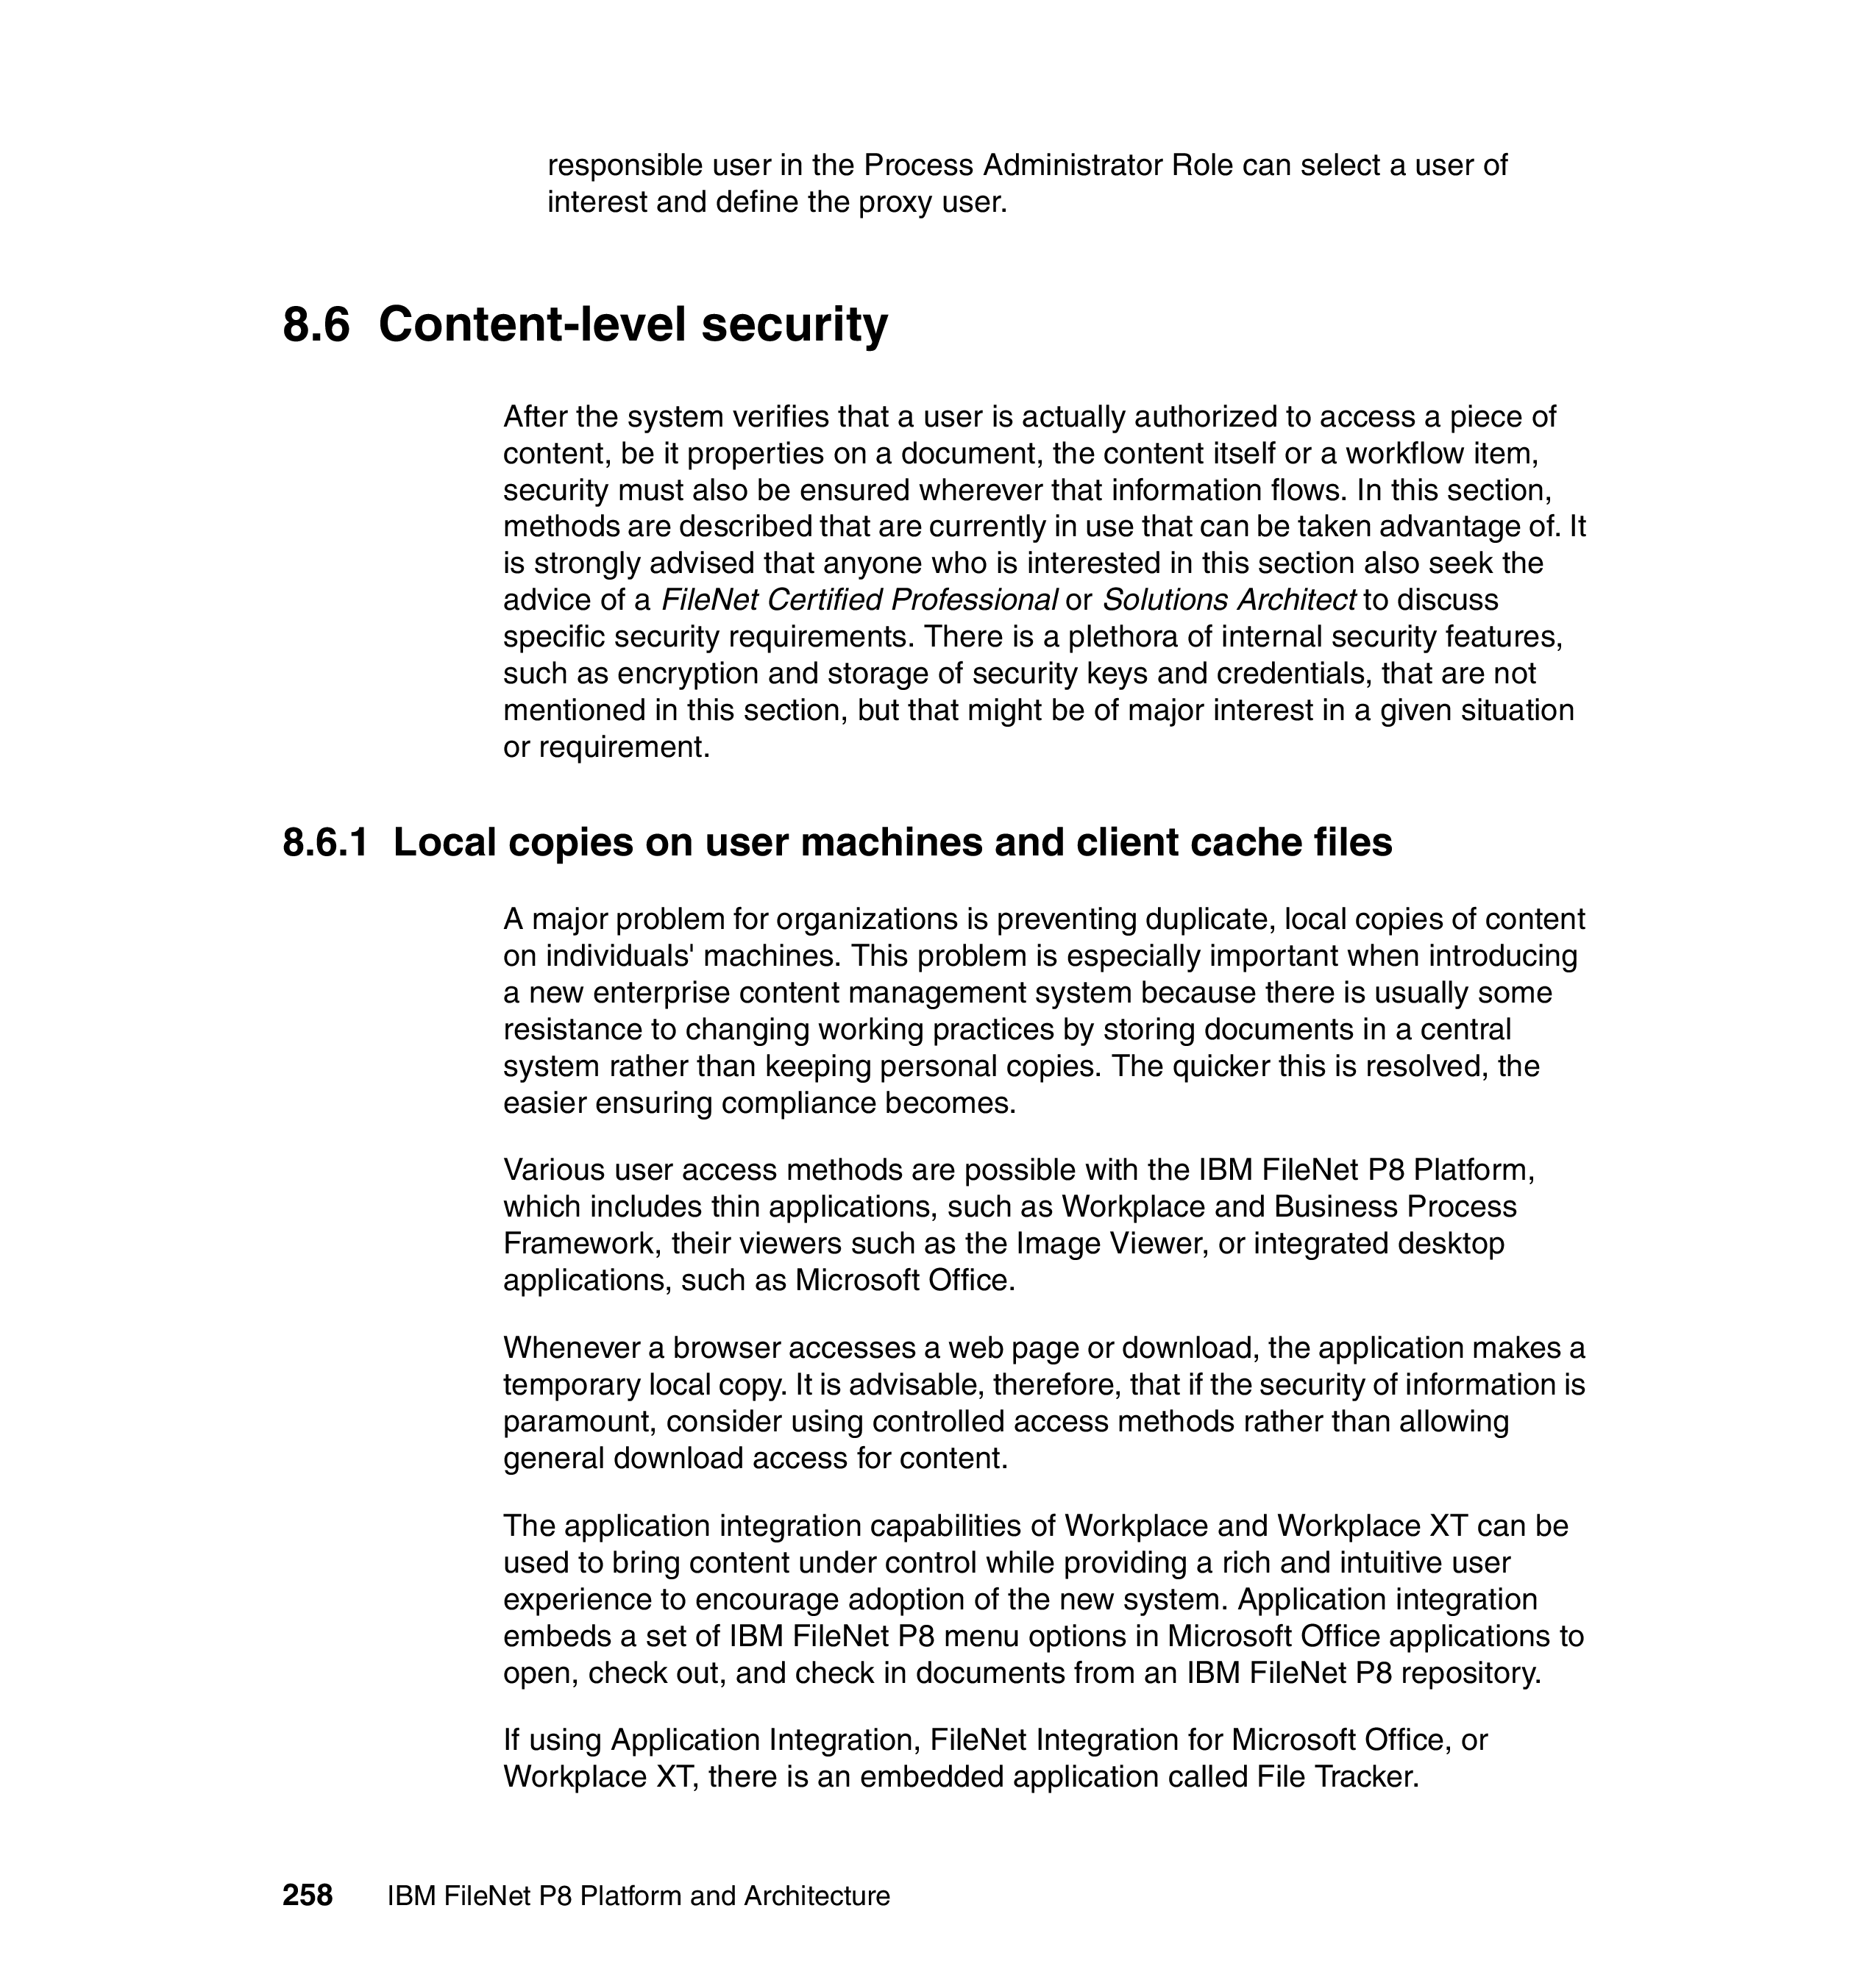 responsible user in the Process Administrator Role can select a user of
interest and define the proxy user.
8.6 Content-level security
After the system verifies that a user is actually authorized to access a piece of
content, be it properties on a document, the content itself or a workflow item,
security must also be ensured wherever that information flows. In this section,
methods are described that are currently in use that can be taken advantage of. It
is strongly advised that anyone who is interested in this section also seek the
advice of a FileNet Certified Professional or Solutions Architect to discuss
specific security requirements. There is a plethora of internal security features,
such as encryption and storage of security keys and credentials, that are not
mentioned in this section, but that might be of major interest in a given situation
or requirement.
8.6.1 Local copies on user machines and client cache files
A major problem for organizations is preventing duplicate, local copies of content
on individuals' machines. This problem is especially important when introducing
a new enterprise content management system because there is usually some
resistance to changing working practices by storing documents in a central
system rather than keeping personal copies. The quicker this is resolved, the
easier ensuring compliance becomes.
Various user access methods are possible with the IBM FileNet P8 Platform,
which includes thin applications, such as Workplace and Business Process
Framework, their viewers such as the Image Viewer, or integrated desktop
applications, such as Microsoft Office.
Whenever a browser accesses a web page or download, the application makes a
temporary local copy. It is advisable, therefore, that if the security of information is
paramount, consider using controlled access methods rather than allowing
general download access for content.
The application integration capabilities of Workplace and Workplace XT can be
used to bring content under control while providing a rich and intuitive user
experience to encourage adoption of the new system. Application integration
embeds a set of IBM FileNet P8 menu options in Microsoft Office applications to
open, check out, and check in documents from an IBM FileNet P8 repository.
If using Application Integration, FileNet Integration for Microsoft Office, or
Workplace XT, there is an embedded application called File Tracker.
258 IBM FileNet P8 Platform and Architecture